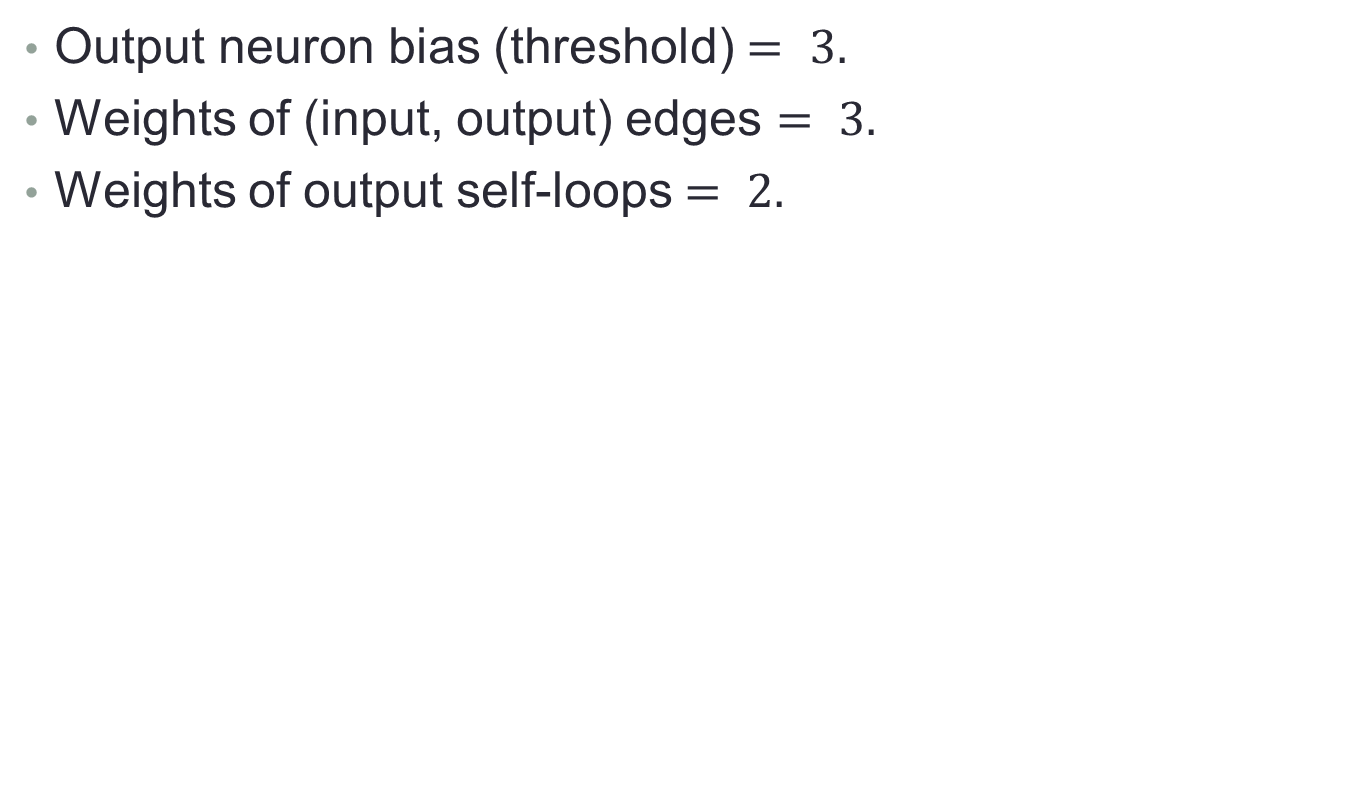 • Output neuron bias (threshold) = 3.
• Weights of (input, output) edges = 3.
• Weights of output self-loops = 2.